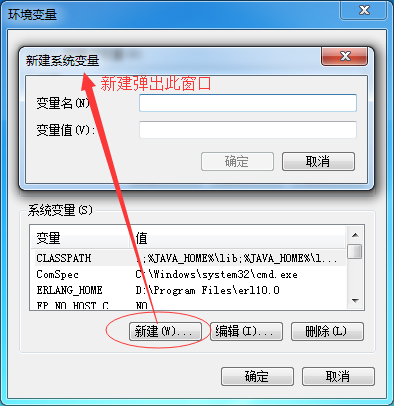 环境变量
新建系统变量
新建弹出此窗口
变量名(N)
变量值(V):
确定
取消
系统变量(S)
变量 值
CLASSPATH .;%JAVA_HOME%\lib;%JAVA_HOME%\l...
ComSpec C:\Windows\system32\cmd.exe
ERLANG_HOME D:\Program Files\erl10.0
FP_NO_HOST_C NO
新建(W)... 编辑(I)... 删除(L)
确定 取消